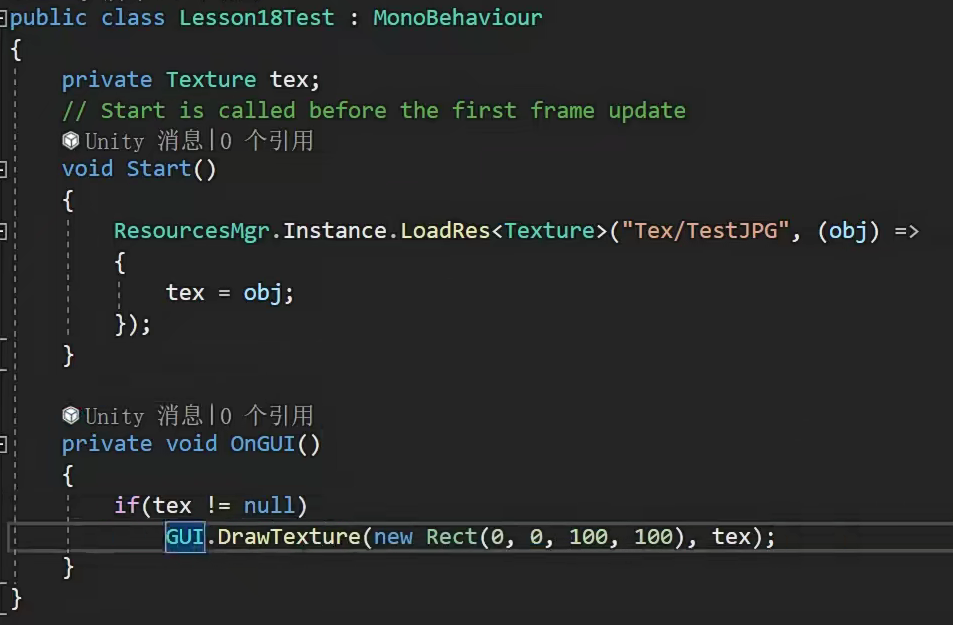 public class Lesson18Test : MonoBehaviour
{
private Texture tex;
// Start is called before the first frame update
Unity 消息|0 个引用
void Start()
{
ResourcesMgr.Instance.LoadRes<Texture>("Tex/TestJPG", (obj) =>
{
tex = obj;
});
}
Unity 消息|0 个引用
private void OnGUI()
{
if(tex != null)
GUI.DrawTexture(new Rect(0, 0, 100, 100), tex);
}
}